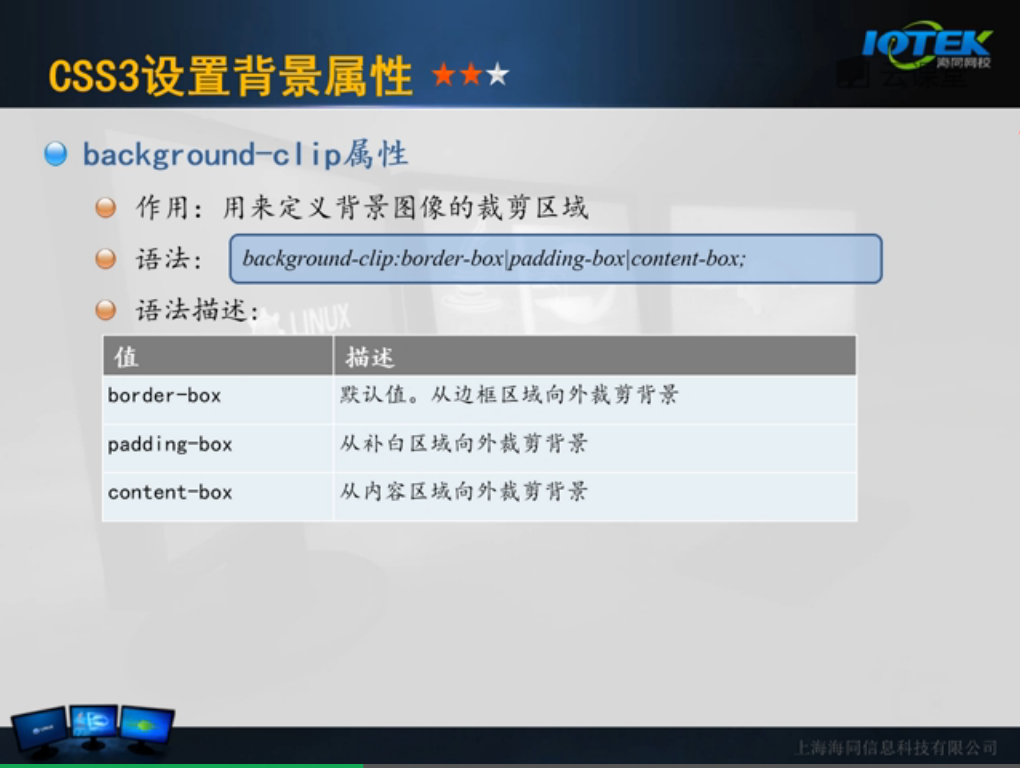 CSS3设置背景属性
IOTEK
海同网校
云课堂
background-clip属性
作用：用来定义背景图像的裁剪区域
语法：
background-clip:border-box|padding-box|content-box;
语法描述：
LINUX
值 描述
border-box 默认值。从边框区域向外裁剪背景
padding-box 从补白区域向外裁剪背景
content-box 从内容区域向外裁剪背景
上海海同信息科技有限公司